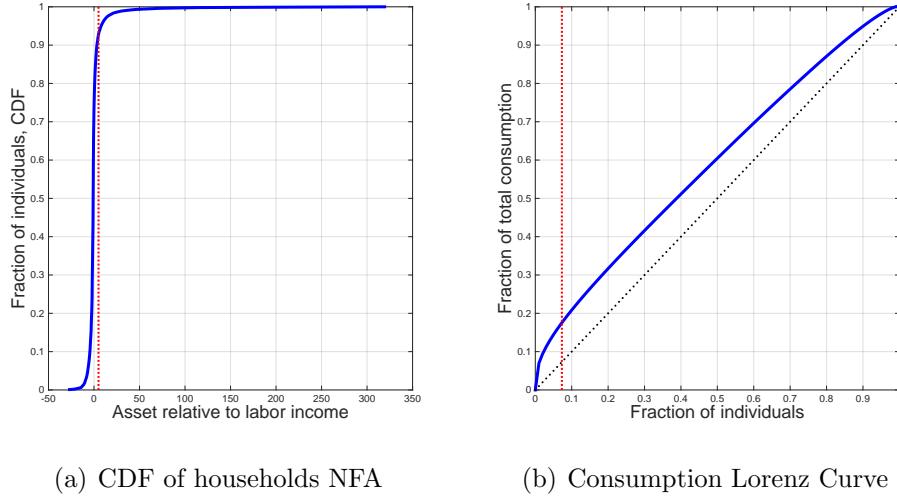 Fraction of individuals, CDF
1
0.9
0.8
0.7
0.6
0.5
0.4
0.3
0.2
0.1
0
-50 0 50 100 150 200 250 300 350
Asset relative to labor income
(a) CDF of households NFA
Fraction of total consumption
1
0.9
0.8
0.7
0.6
0.5
0.4
0.3
0.2
0.1
0
0 0.1 0.2 0.3 0.4 0.5 0.6 0.7 0.8 0.9
Fraction of individuals
(b) Consumption Lorenz Curve